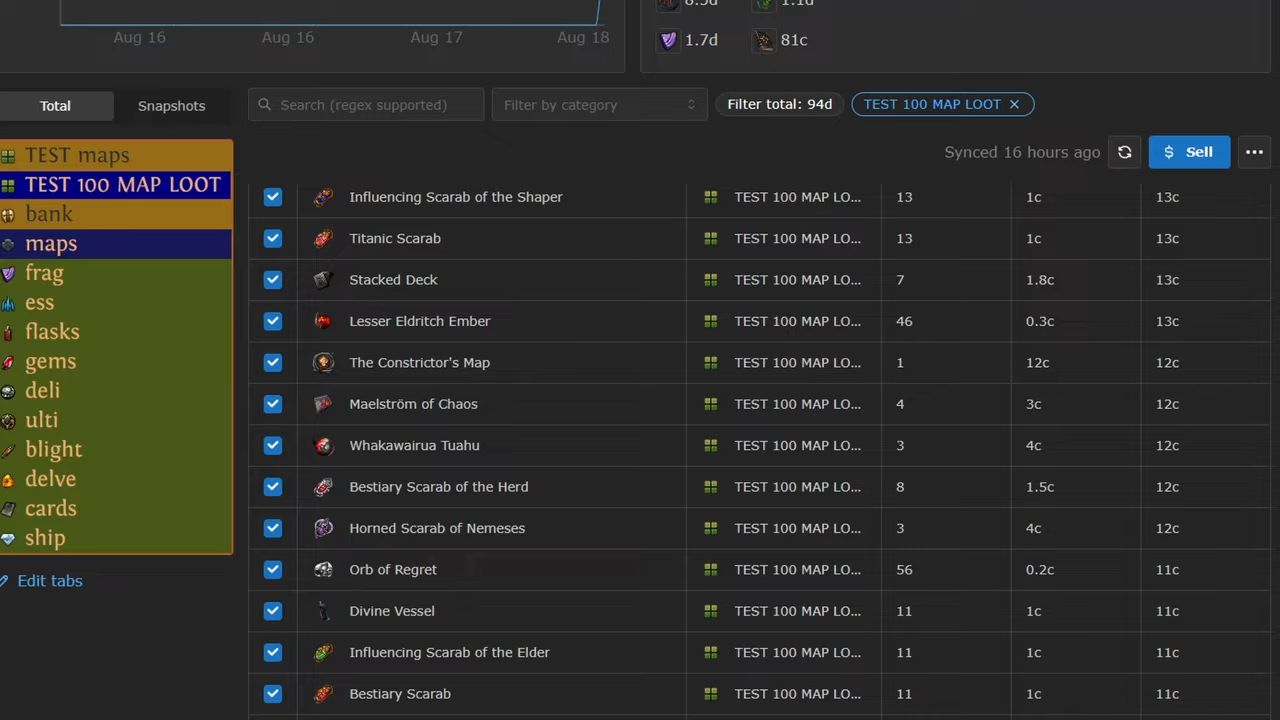 8.5d 1.1d
1.7d 81c
Aug 16 Aug 16 Aug 17 Aug 18
Total Snapshots Search (regex supported) Filter by category Filter total: 94d TEST 100 MAP LOOT
Synced 16 hours ago $ Sell
TEST maps
TEST 100 MAP LOOT
bank
maps
frag
ess
flasks
gems
deli
ulti
blight
delve
cards
ship
Edit tabs
Influencing Scarab of the Shaper TEST 100 MAP LO... 13 1c 13c
Titanic Scarab TEST 100 MAP LO... 13 1c 13c
Stacked Deck TEST 100 MAP LO... 7 1.8c 13c
Lesser Eldritch Ember TEST 100 MAP LO... 46 0.3c 13c
The Constrictor's Map TEST 100 MAP LO... 1 12c 12c
Maelström of Chaos TEST 100 MAP LO... 4 3c 12c
Whakawairua Tuahu TEST 100 MAP LO... 3 4c 12c
Bestiary Scarab of the Herd TEST 100 MAP LO... 8 1.5c 12c
Horned Scarab of Nemeses TEST 100 MAP LO... 3 4c 12c
Orb of Regret TEST 100 MAP LO... 56 0.2c 11c
Divine Vessel TEST 100 MAP LO... 11 1c 11c
Influencing Scarab of the Elder TEST 100 MAP LO... 11 1c 11c
Bestiary Scarab TEST 100 MAP LO... 11 1c 11c